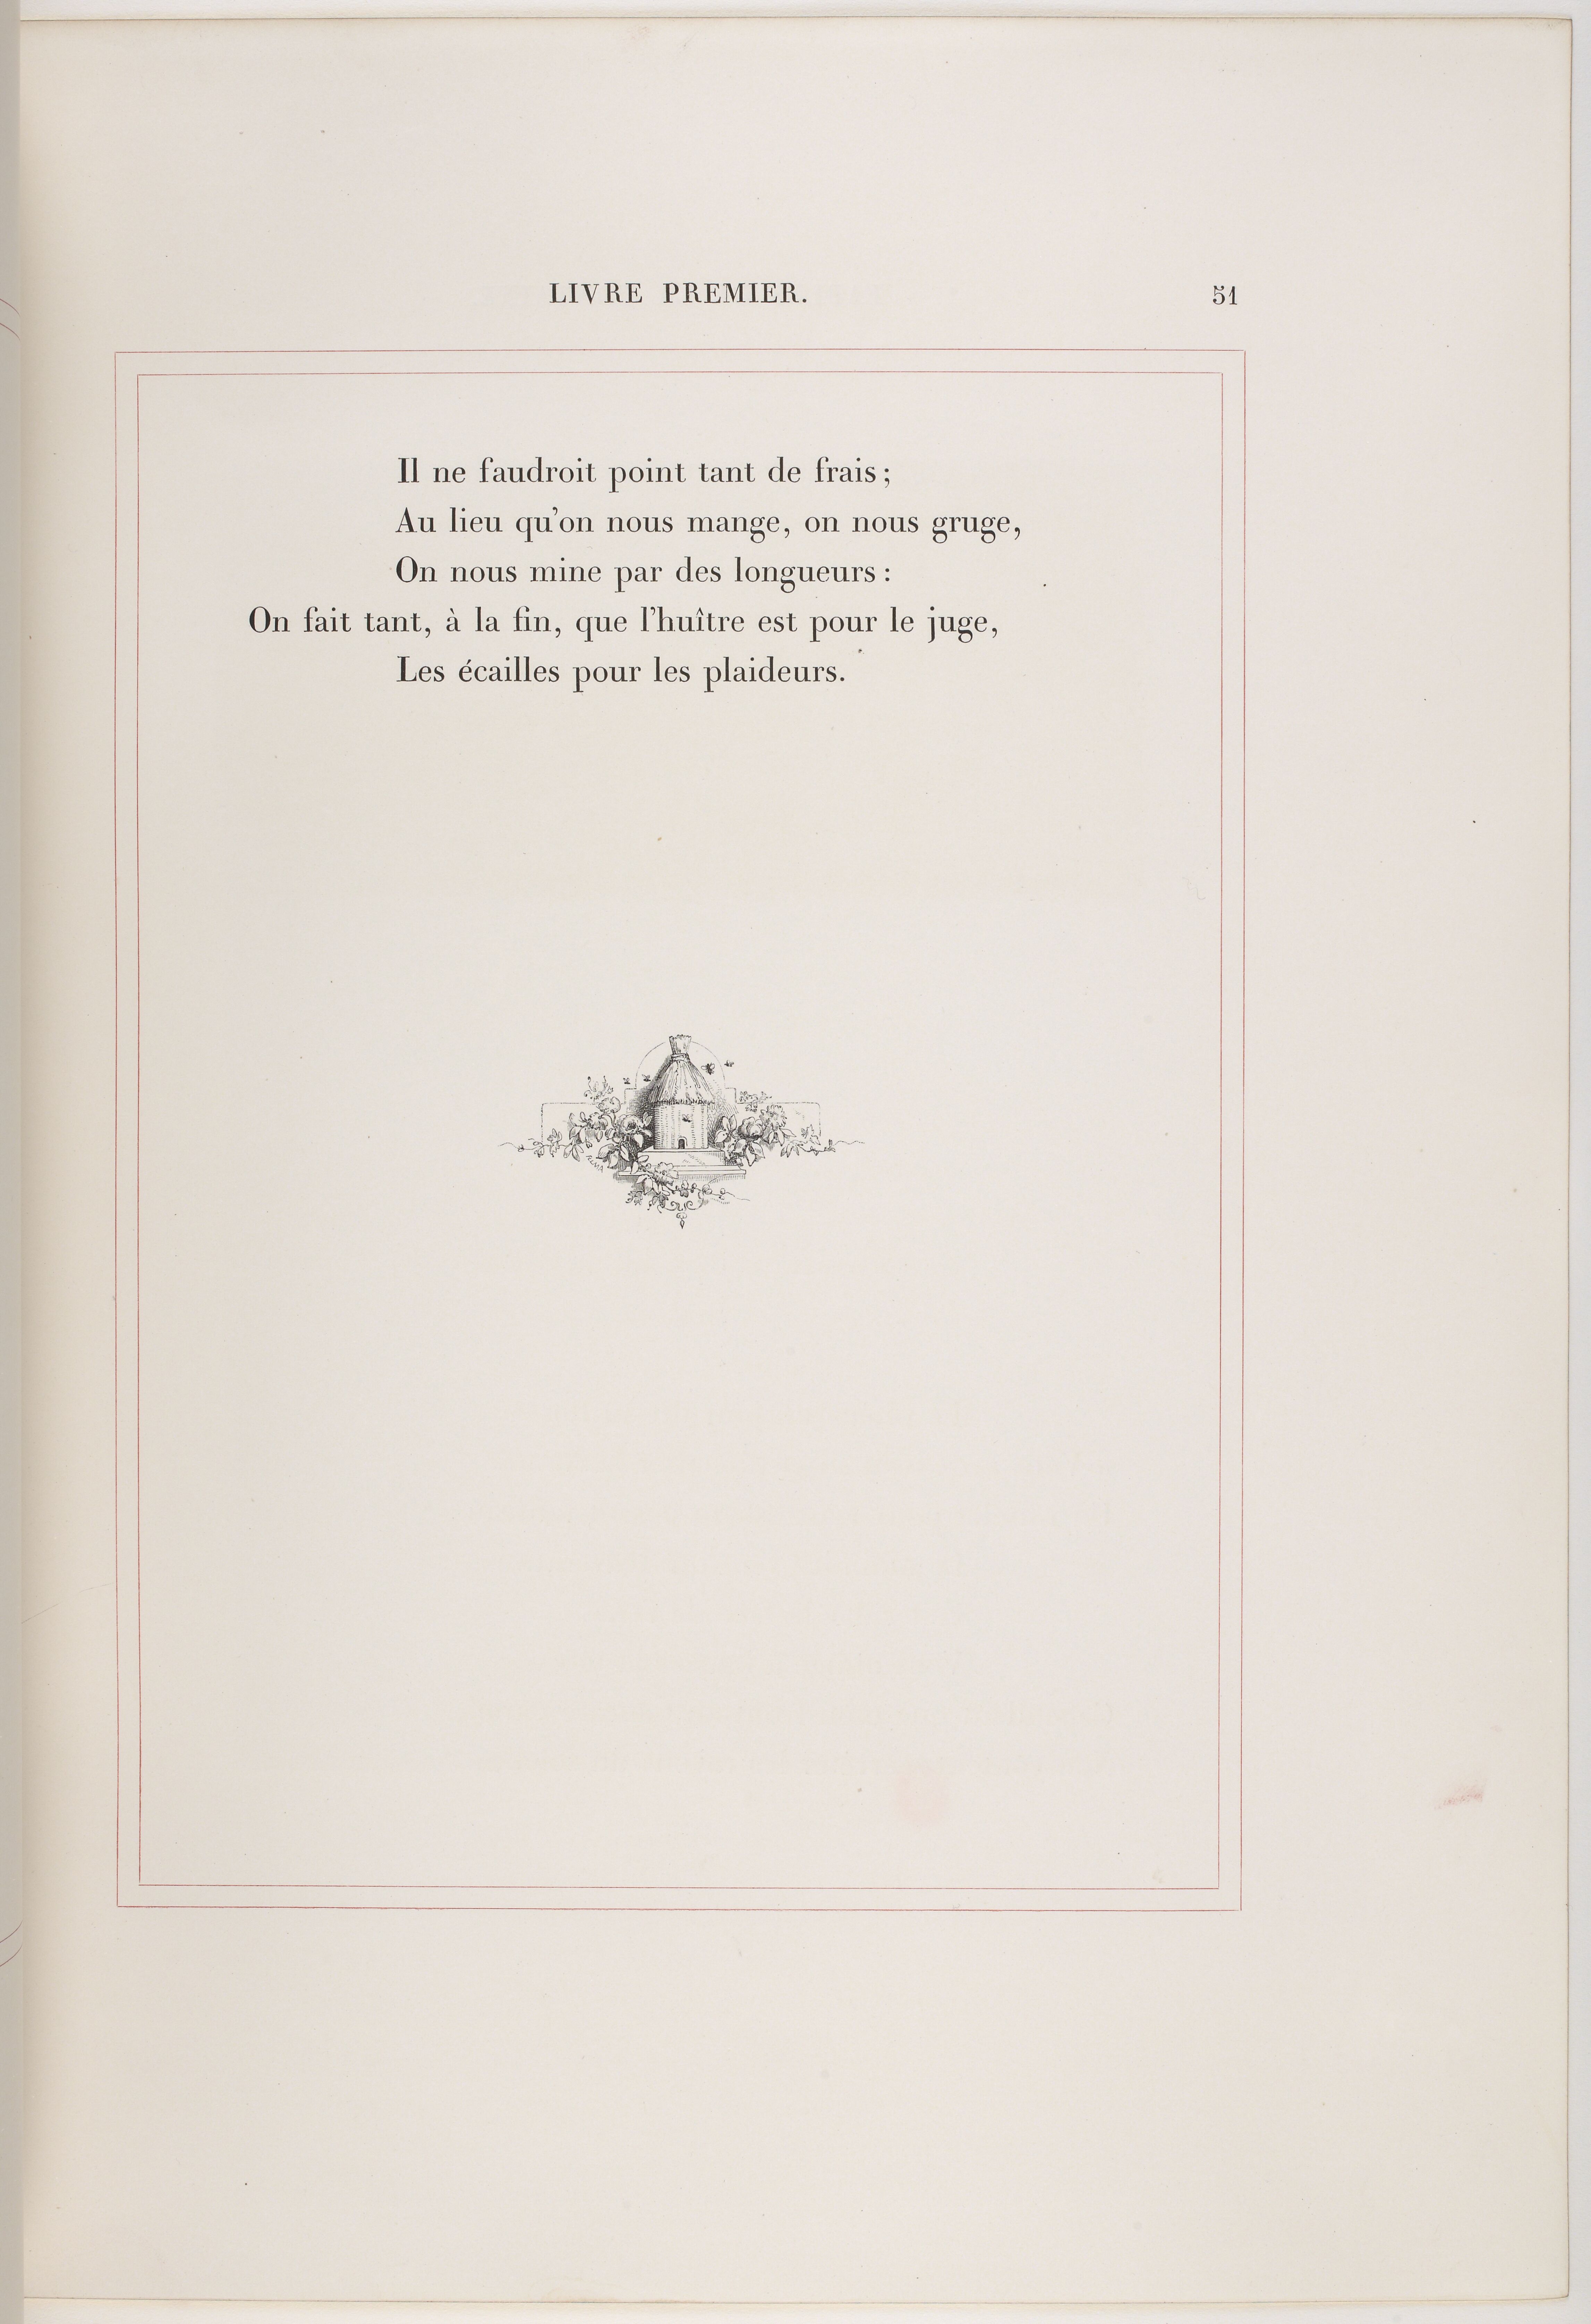 LIVRE PREMIER. 51
Il ne faudroit point tant de frais ;
Au lieu qu'on nous mange, on nous gruge,
On nous mine par des longueurs :
On fait tant, à la fin, que l'huître est pour le juge,
Les écailles pour les plaideurs.